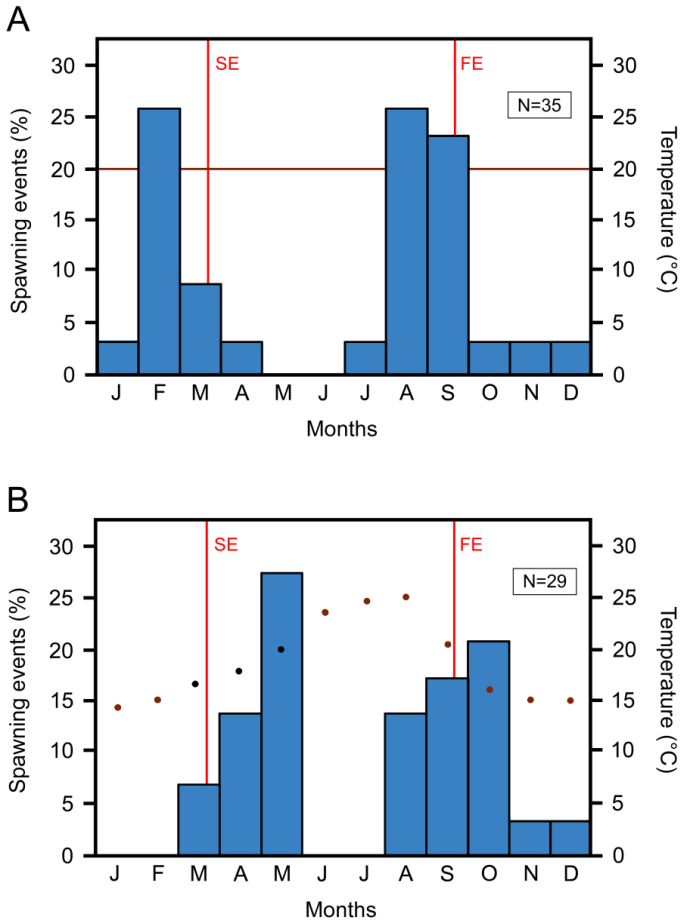 A
SE
FE
N=35
30
25
20
15
10
5
0
Spawning events (%)
30
25
20
15
10
5
0
Temperature (°C)
J F M A M J J A S O N D
Months
B
SE
FE
N=29
30
25
20
15
10
5
0
Spawning events (%)
30
25
20
15
10
5
0
Temperature (°C)
J F M A M J J A S O N D
Months